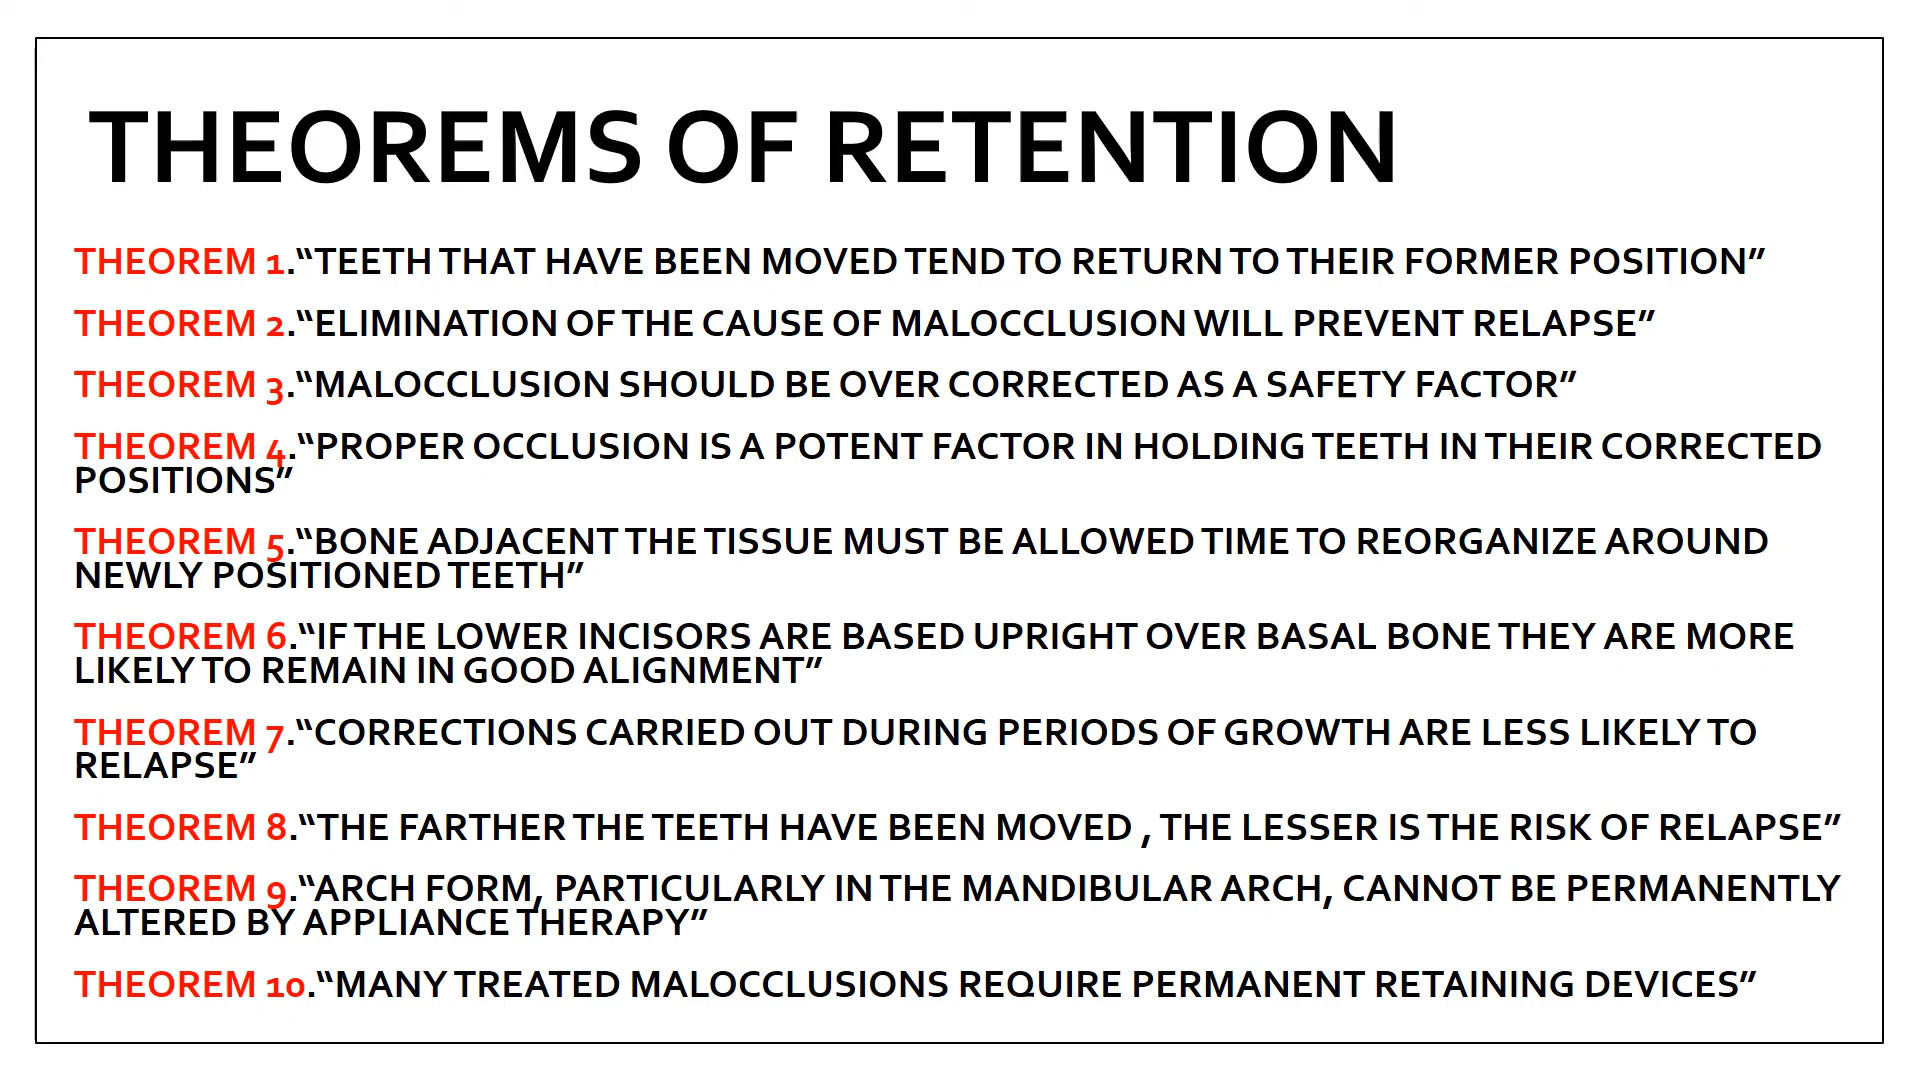 THEOREMS OF RETENTION
THEOREM 1.“TEETH THAT HAVE BEEN MOVED TEND TO RETURN TO THEIR FORMER POSITION”
THEOREM 2.“ELIMINATION OF THE CAUSE OF MALOCCLUSION WILL PREVENT RELAPSE”
THEOREM 3.“MALOCCLUSION SHOULD BE OVER CORRECTED AS A SAFETY FACTOR”
THEOREM 4.“PROPER OCCLUSION IS A POTENT FACTOR IN HOLDING TEETH IN THEIR CORRECTED
POSITIONS”
THEOREM 5.“BONE ADJACENT THE TISSUE MUST BE ALLOWED TIME TO REORGANIZE AROUND
NEWLY POSITIONED TEETH”
THEOREM 6.“IF THE LOWER INCISORS ARE BASED UPRIGHT OVER BASAL BONE THEY ARE MORE
LIKELY TO REMAIN IN GOOD ALIGNMENT”
THEOREM 7.“CORRECTIONS CARRIED OUT DURING PERIODS OF GROWTH ARE LESS LIKELY TO
RELAPSE”
THEOREM 8.“THE FARTHER THE TEETH HAVE BEEN MOVED , THE LESSER IS THE RISK OF RELAPSE”
THEOREM 9.“ARCH FORM, PARTICULARLY IN THE MANDIBULAR ARCH, CANNOT BE PERMANENTLY
ALTERED BY APPLIANCE THERAPY”
THEOREM 10.“MANY TREATED MALOCCLUSIONS REQUIRE PERMANENT RETAINING DEVICES”